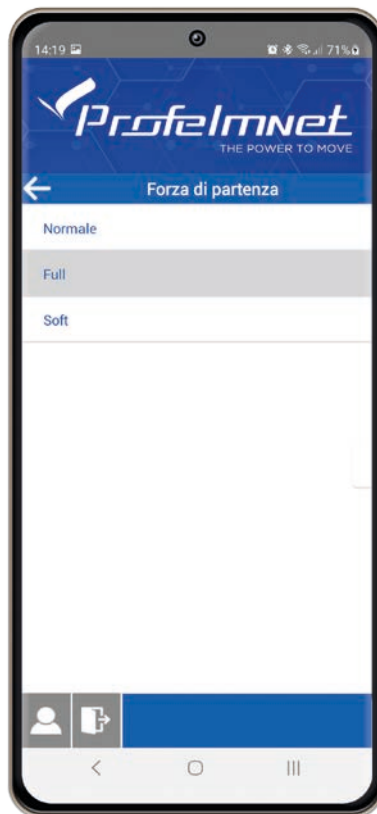 14:19 71%
Profelmnet
THE POWER TO MOVE
Forza di partenza
Normale
Full
Soft